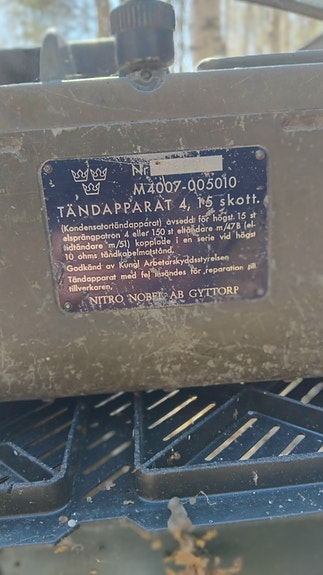 Nr
M4007-005010
TÄNDAPPARAT 4, 15 skott.
(Kondensatortändapparat) avsedd för högst 15 st
elsprängpatron 4 eller 150 st eltändare m/47B (el-
lidtändare m/51) kopplade i en serie vid högst
10 ohms tändkabelmotstånd.
Godkänd av Kungl Arbetarskyddsstyrelsen
Tändapparat med fel insändes för reparation till
tillverkaren.
NITRO NOBEL AB GYTTORP